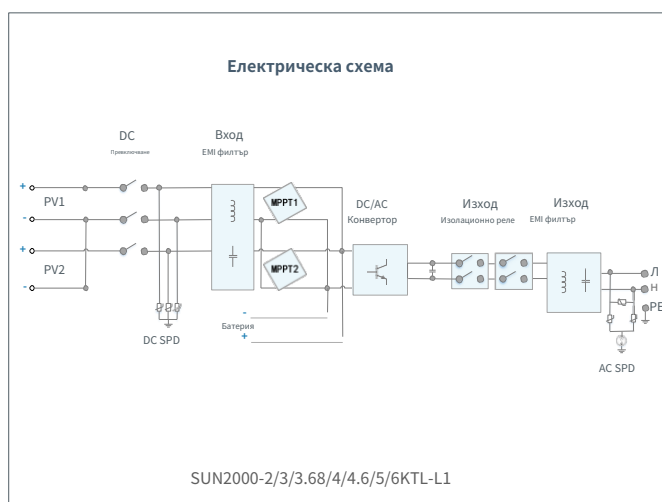 Електрическа схема
DC
Превключване
Вход
EMI филтър
DC/AC
Конвертор
Изход
Изолационно реле
Изход
EMI филтър
+
PV1
-
+
PV2
-
MPPT1
MPPT2
DC SPD
-
Батерия
+
Л
н
PE
AC SPD
SUN2000-2/3/3.68/4/4.6/5/6KTL-L1